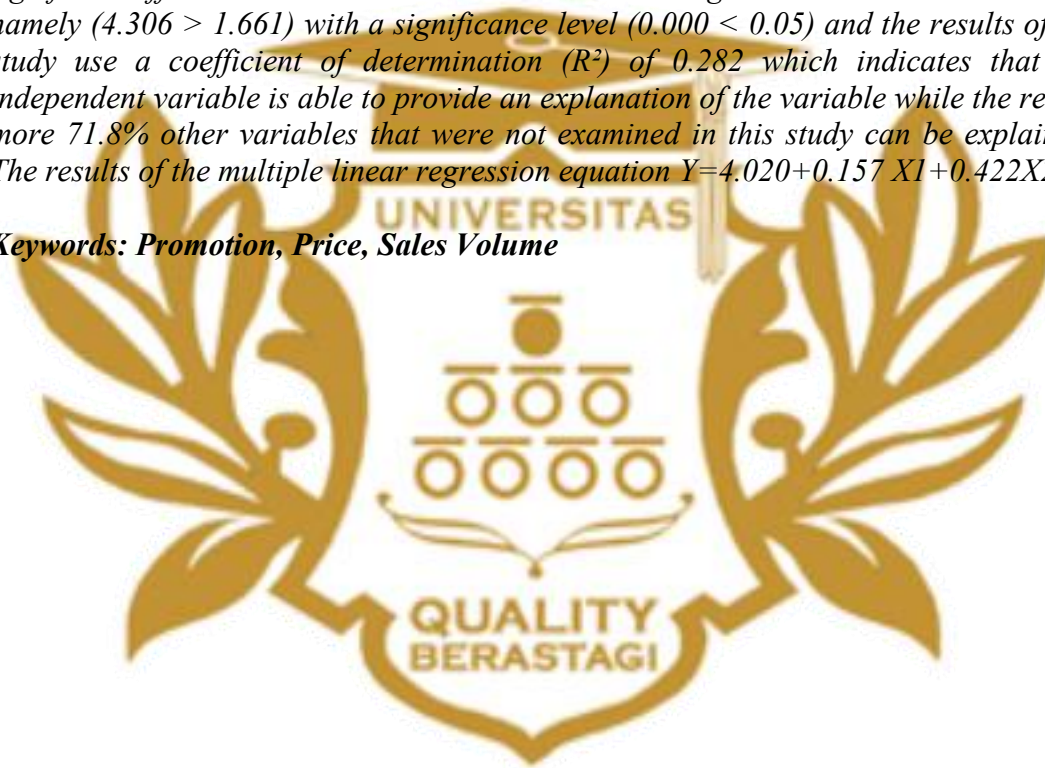 namely (4.306 > 1.661) with a significance level (0.000 < 0.05) and the results of
study use a coefficient of determination (R²) of 0.282 which indicates that
independent variable is able to provide an explanation of the variable while the re
more 71.8% other variables that were not examined in this study can be explai
The results of the multiple linear regression equation Y=4.020+0.157 X1+0.422X2
UNIVERSITAS
Keywords: Promotion, Price, Sales Volume
QUALITY
BERASTAGI